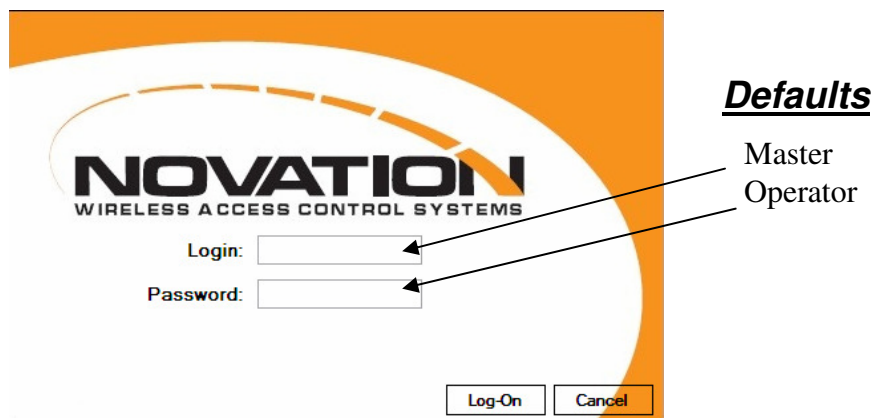 Defaults
NOVATION
WIRELESS ACCESS CONTROL SYSTEMS
Master
Operator
Login:
Password:
Log-On Cancel